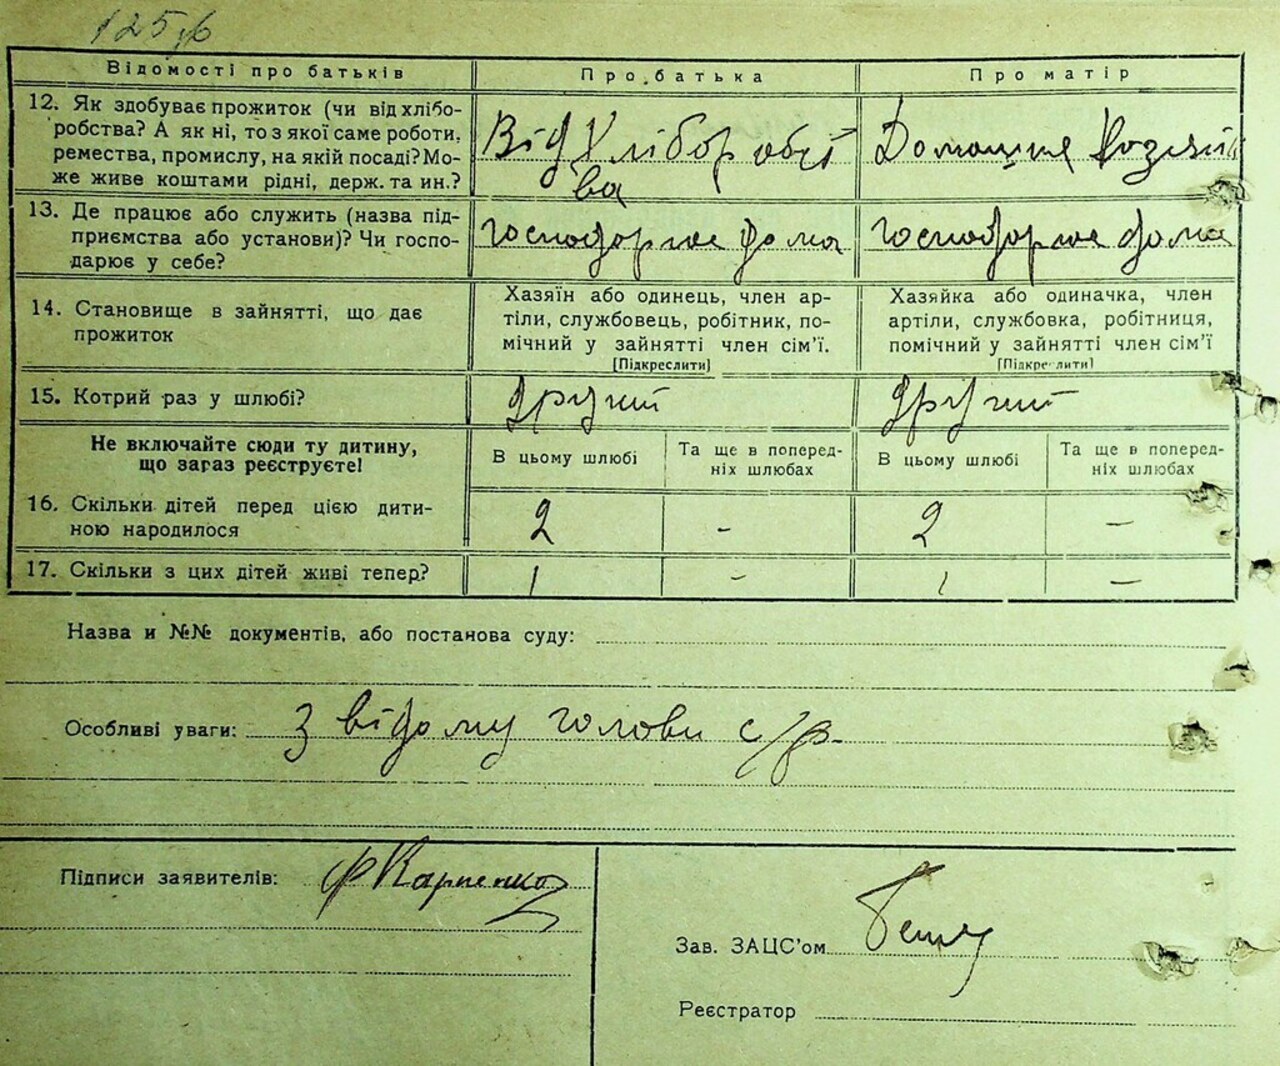 125
Відомості про батьків
Про батька
Про матір
12. Як здобуває прожиток (чи від хлібо-
робства? А як ні, то з якої саме роботи,
ремества, промислу, на якій посаді? Мо-
же живе коштами рідні, держ. та ин.?
Від хліборобст
ва
Домашня
13. Де працює або служить (назва під-
приємства або установи)? Чи госпо-
дарює у себе?
господарює дома
господарює дома
14. Становище в зайнятті, що дає
прожиток
Хазяїн або одинець, член ар-
тіли, службовець, робітник, по-
мічний у зайнятті член сім'ї.
[Підкреслити]
Хазяйка або одиначка, член
артіли, службовка, робітниця,
помічний у зайнятті член сім'ї
[Підкреслити]
15. Котрий раз у шлюбі?
другий
другий
Не включайте сюди ту дитину,
що зараз реєструєте!
В цьому шлюбі
Та ще в поперед-
ніх шлюбах
В цьому шлюбі
Та ще в поперед-
ніх шлюбах
16. Скільки дітей перед цією дити-
ною народилося
2
-
2
-
17. Скільки з цих дітей живі тепер?
1
-
1
-
Назва и №№ документів, або постанова суду:
Особливі уваги: З відому голови с/р.
Підписи заявителів: Ф Карпенко
Зав. ЗАЦС'ом
Реєстратор